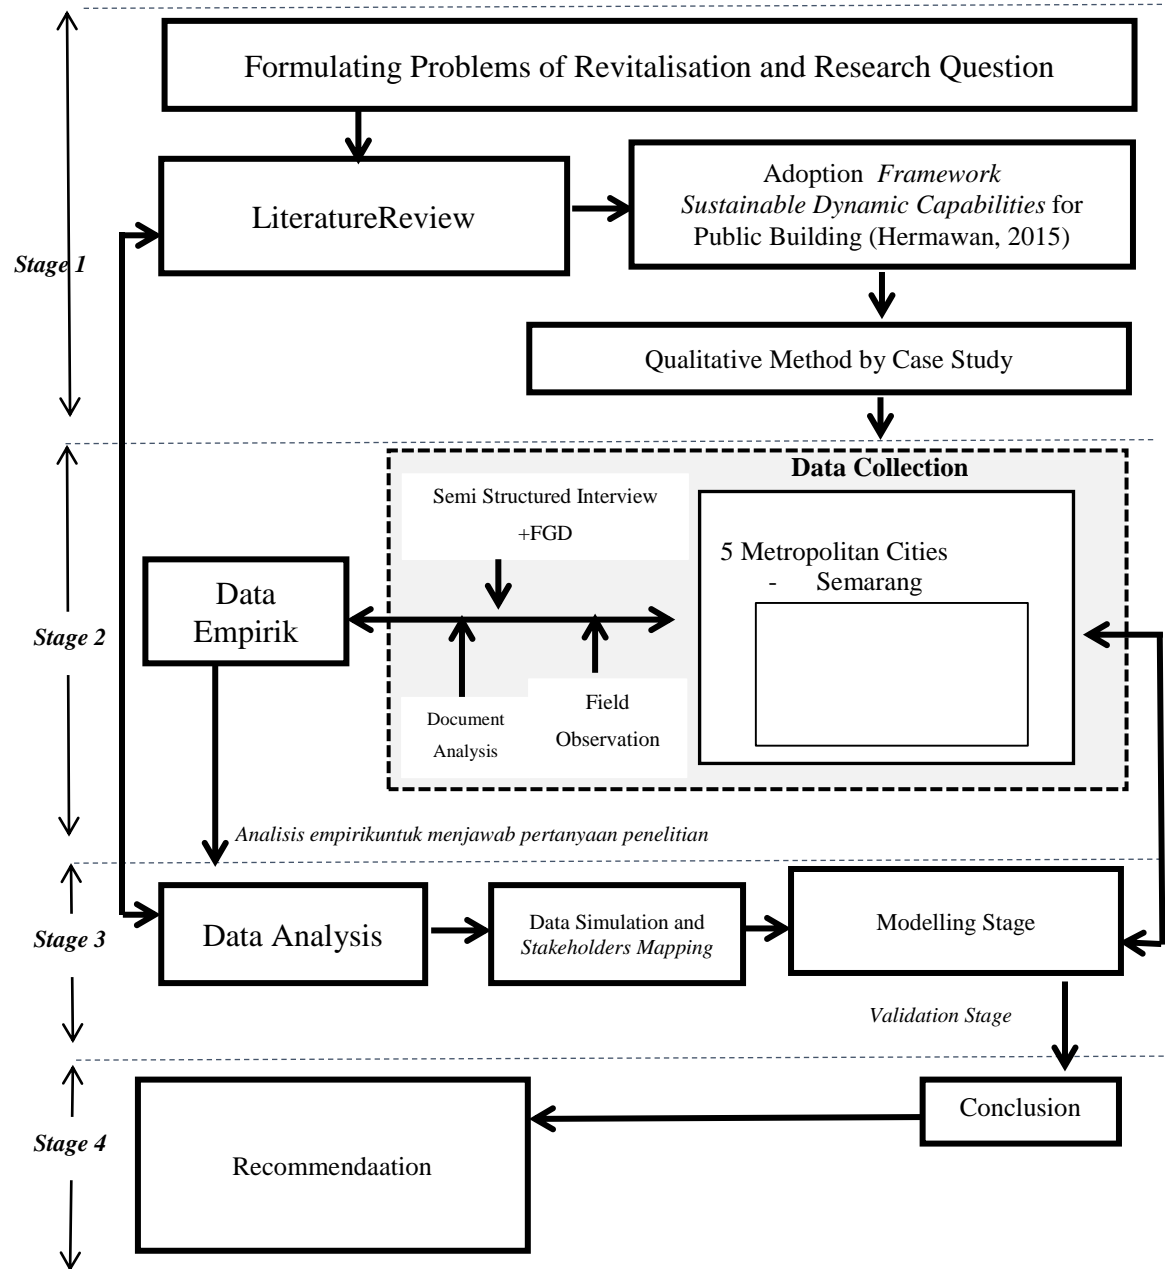 Formulating Problems of Revitalisation and Research Question
LiteratureReview
Adoption Framework
Sustainable Dynamic Capabilities for
Public Building (Hermawan, 2015)
Stage 1
Qualitative Method by Case Study
Data Collection
Semi Structured Interview
+FGD
5 Metropolitan Cities
- Semarang
Data
Empirik
Stage 2
Document
Analysis
Field
Observation
Analisis empirikuntuk menjawab pertanyaan penelitian
Stage 3
Data Analysis
Data Simulation and
Stakeholders Mapping
Modelling Stage
Validation Stage
Stage 4
Conclusion
Recommendaation